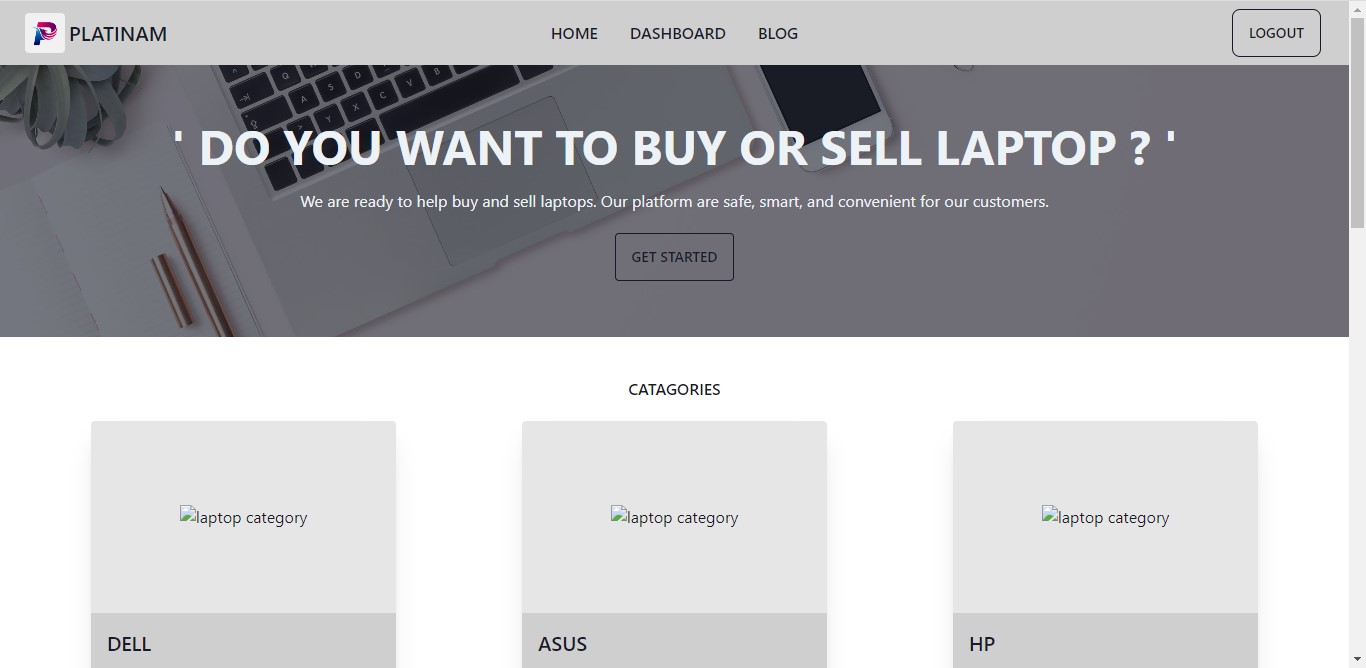 PLATINAM
HOME DASHBOARD BLOG
LOGOUT
' DO YOU WANT TO BUY OR SELL LAPTOP ? '
We are ready to help buy and sell laptops. Our platform are safe, smart, and convenient for our customers.
GET STARTED
CATAGORIES
laptop category
laptop category
laptop category
DELL
ASUS
HP